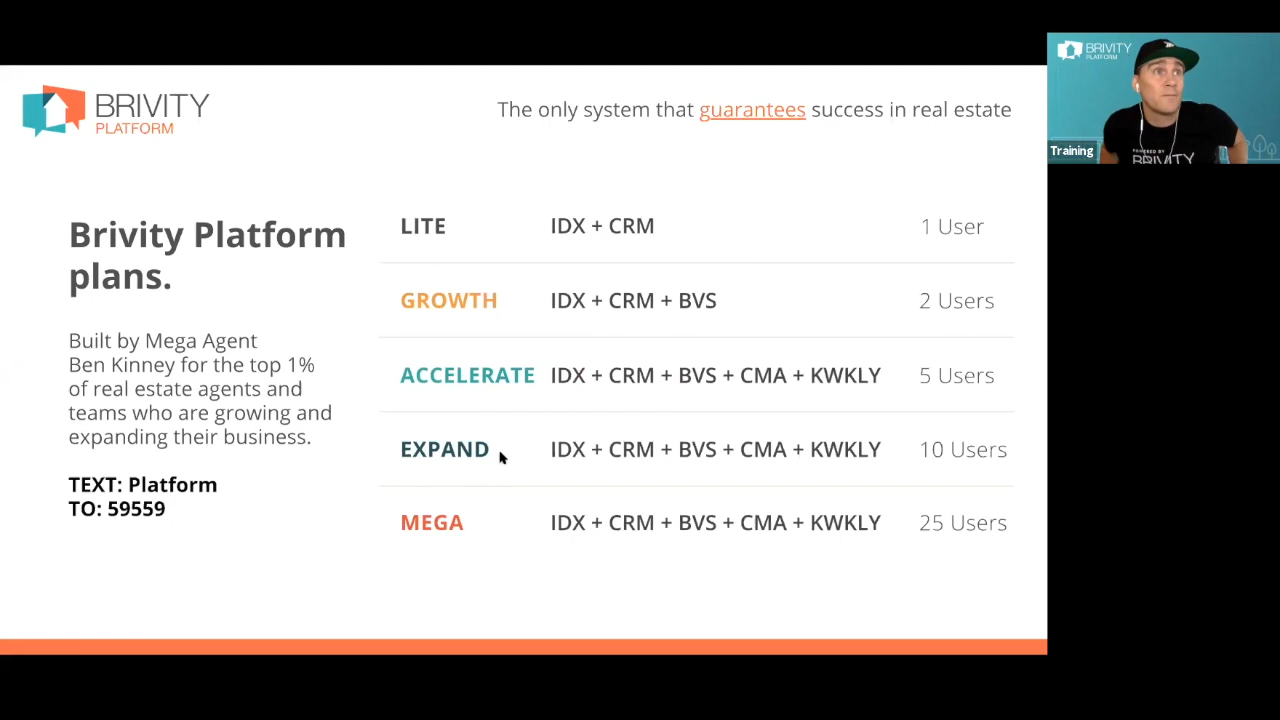 BRIVITY
PLATFORM
The only system that guarantees success in real estate
Brivity Platform
plans.
Built by Mega Agent
Ben Kinney for the top 1%
of real estate agents and
teams who are growing and
expanding their business.
TEXT: Platform
TO: 59559
LITE IDX + CRM 1 User
GROWTH IDX + CRM + BVS 2 Users
ACCELERATE IDX + CRM + BVS + CMA + KWKLY 5 Users
EXPAND IDX + CRM + BVS + CMA + KWKLY 10 Users
MEGA IDX + CRM + BVS + CMA + KWKLY 25 Users
BRIVITY
PLATFORM
POWERED BY
BRIVITY
Training